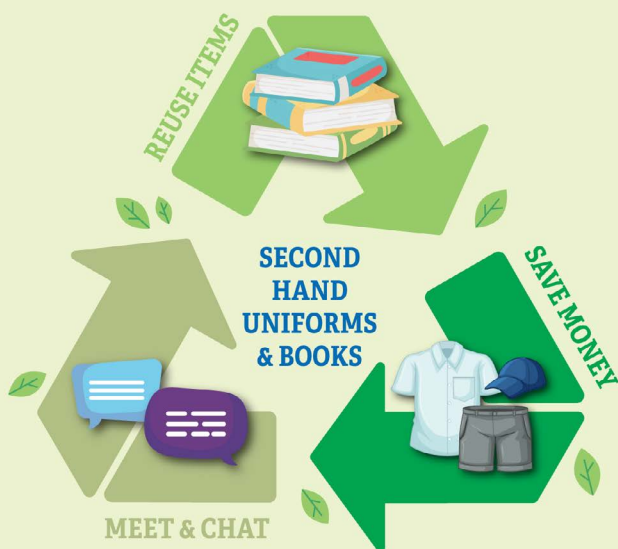 REUSE ITEMS
SECOND
HAND
UNIFORMS
& BOOKS
SAVE MONEY
MEET & CHAT